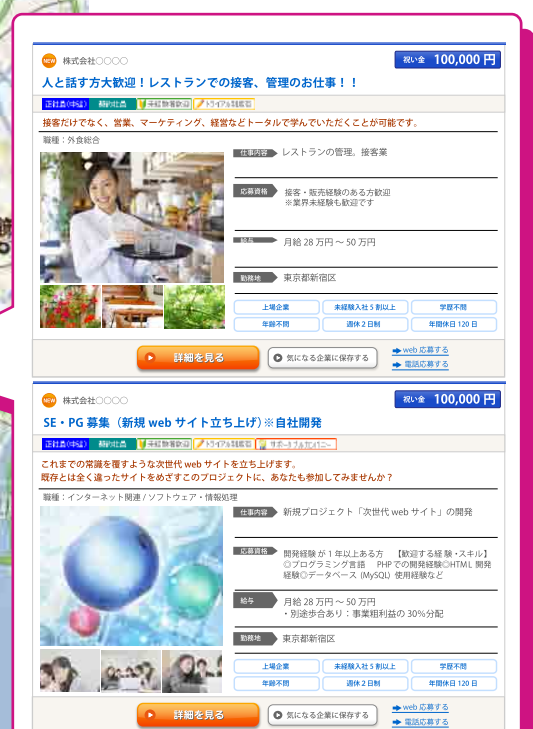 NEW 株式会社○○○○
祝い金 100,000 円
人と話す方大歓迎！レストランでの接客、管理のお仕事！！
正社員(中途) 契約社員 未経験者歓迎 トライアル制度有
接客だけでなく、営業、マーケティング、経営などトータルで学んでいただくことが可能です。
職種：外食総合
仕事内容 レストランの管理。接客業
応募資格 接客・販売経験のある方歓迎
※業界未経験も歓迎です
給与 月給 28 万円 ～ 50 万円
勤務地 東京都新宿区
上場企業 未経験入社 5 割以上 学歴不問
年齢不問 週休 2 日制 年間休日 120 日
詳細を見る 気になる企業に保存する
web 応募する
電話応募する
NEW 株式会社○○○○
祝い金 100,000 円
SE・PG 募集（新規 web サイト立ち上げ）※自社開発
正社員(中途) 契約社員 未経験者歓迎 トライアル制度有
これまでの常識を覆すような次世代 web サイトを立ち上げます。
既存とは全く違ったサイトをめざすこのプロジェクトに、あなたも参加してみませんか？
職種：インターネット関連 / ソフトウェア・情報処理
仕事内容 新規プロジェクト「次世代 web サイト」の開発
応募資格 開発経験 が 1 年以上ある方 【歓迎する経 験・スキル】
◎プログラミング言語 PHP での開発経験◎HTML 開発
経験◎データベース (MySQL) 使用経験など
給与 月給 28 万円 ～ 50 万円
・別途歩合あり：事業粗利益の 30%分配
勤務地 東京都新宿区
上場企業 未経験入社 5 割以上 学歴不問
年齢不問 週休 2 日制 年間休日 120 日
詳細を見る 気になる企業に保存する
web 応募する
電話応募する